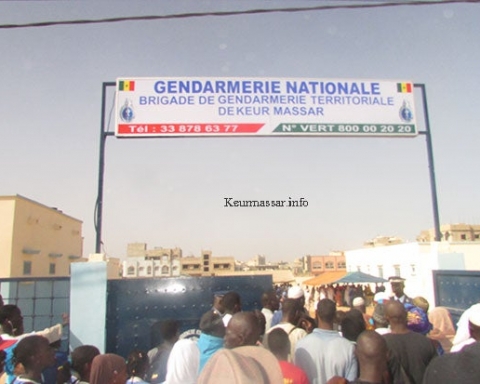 GENDARMERIE NATIONALE
BRIGADE DE GENDARMERIE TERRITORIALE
DE KEUR MASSAR
Tél : 33 878 63 77 N° VERT 800 00 20 20
Keurmassar.info